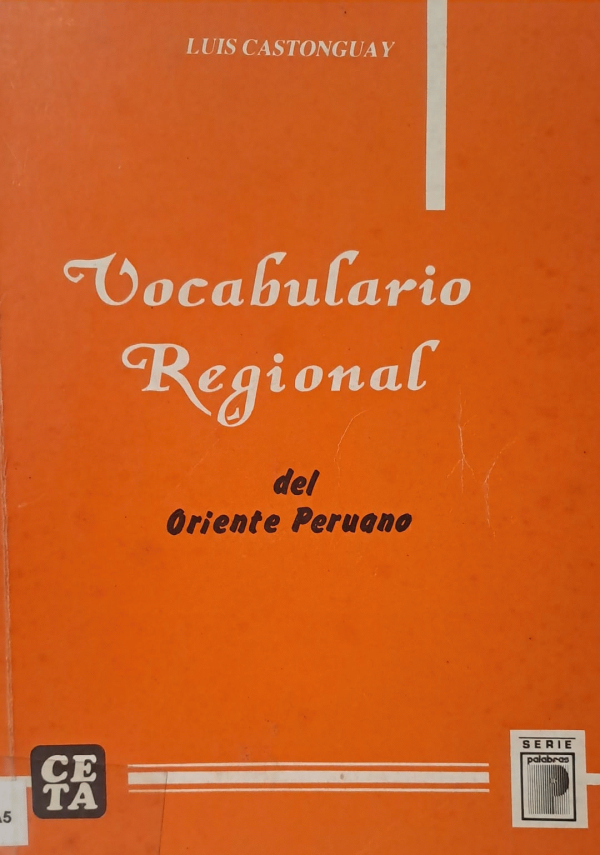 LUIS CASTONGUAY
Vocabulario
Regional
del
Oriente Peruano
CE
TA
SERIE
palabras
P